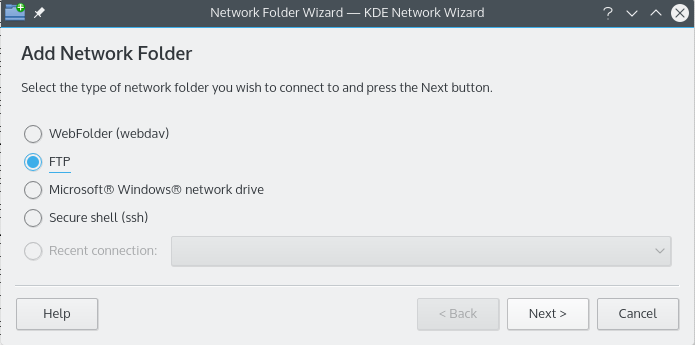 Network Folder Wizard — KDE Network Wizard
Add Network Folder
Select the type of network folder you wish to connect to and press the Next button.
WebFolder (webdav)
FTP
Microsoft® Windows® network drive
Secure shell (ssh)
Recent connection:
Help
< Back
Next >
Cancel